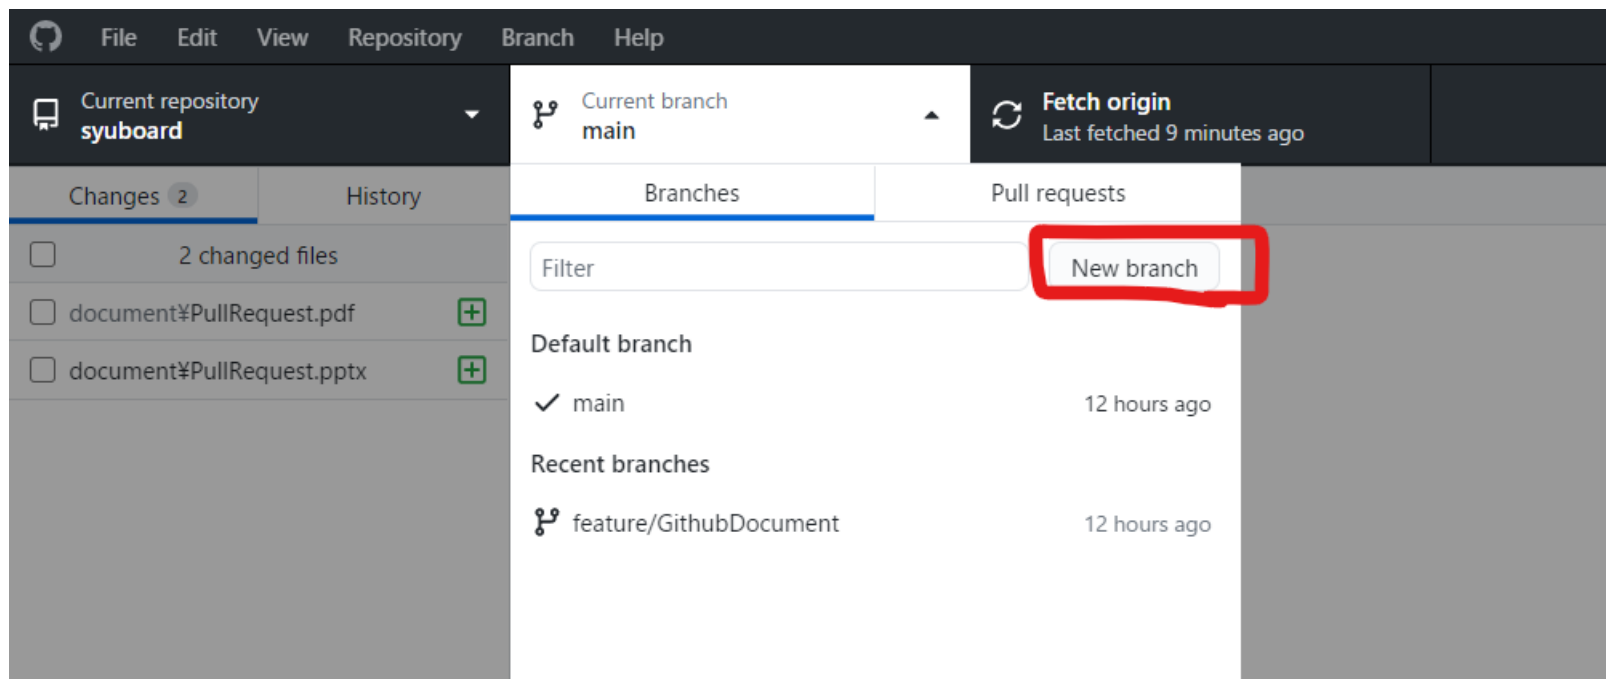 File Edit View Repository Branch Help
Current repository
syuboard
Current branch
main
Fetch origin
Last fetched 9 minutes ago
Changes 2
History
Branches
Pull requests
2 changed files
document¥PullRequest.pdf
document¥PullRequest.pptx
Filter
New branch
Default branch
main
12 hours ago
Recent branches
feature/GithubDocument
12 hours ago